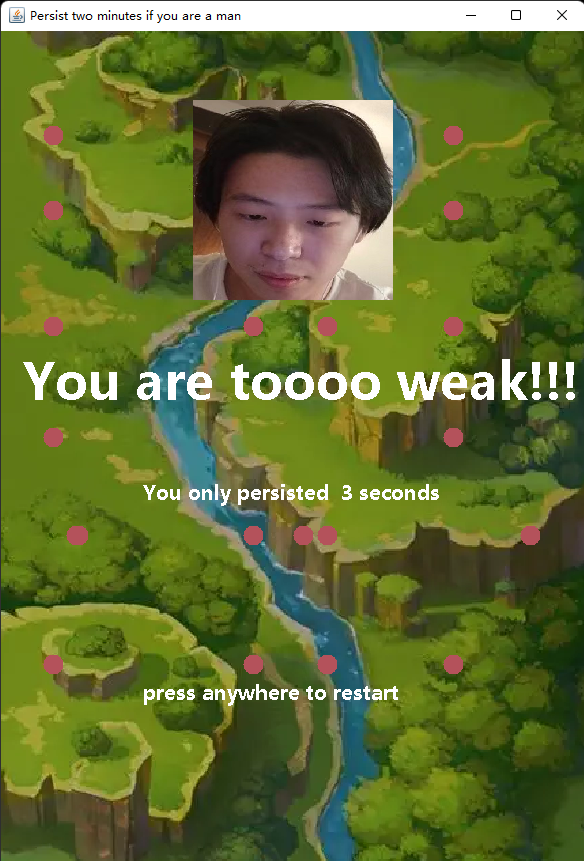 Persist two minutes if you are a man
You are toooo weak!!!
You only persisted  3 seconds
press anywhere to restart